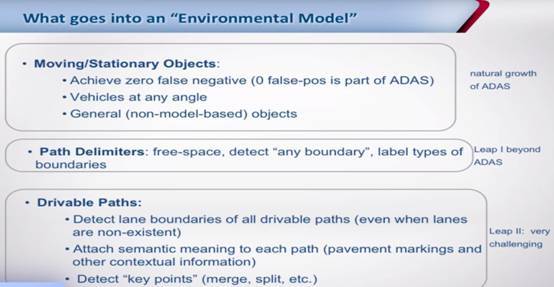 What goes into an “Environmental Model”
• Moving/Stationary Objects:
• Achieve zero false negative (0 false-pos is part of ADAS)
• Vehicles at any angle
• General (non-model-based) objects
natural growth
of ADAS
• Path Delimiters: free-space, detect “any boundary”, label types of
boundaries
Leap I beyond
ADAS
• Drivable Paths:
• Detect lane boundaries of all drivable paths (even when lanes
are non-existent)
• Attach semantic meaning to each path (pavement markings and
other contextual information)
• Detect “key points” (merge, split, etc.)
Leap II: very
challenging